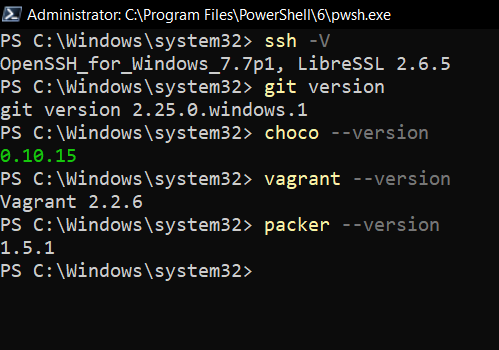 Administrator: C:\Program Files\PowerShell\6\pwsh.exe
PS C:\Windows\system32> ssh -V
OpenSSH_for_Windows_7.7p1, LibreSSL 2.6.5
PS C:\Windows\system32> git version
git version 2.25.0.windows.1
PS C:\Windows\system32> choco --version
0.10.15
PS C:\Windows\system32> vagrant --version
Vagrant 2.2.6
PS C:\Windows\system32> packer --version
1.5.1
PS C:\Windows\system32>